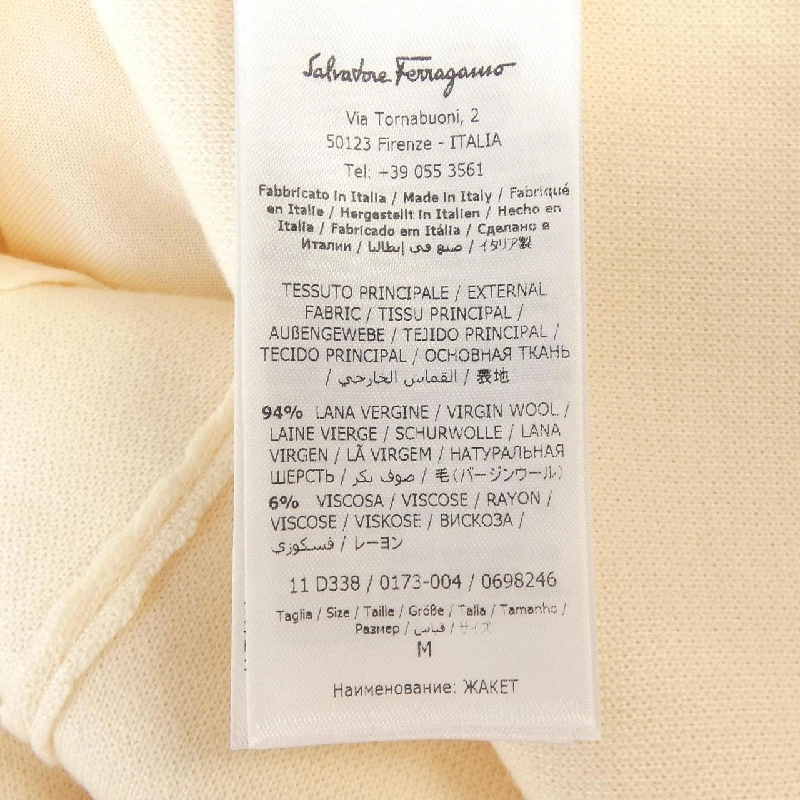 Salvatore Ferragamo
Via Tornabuoni, 2
50123 Firenze - ITALIA
Tel: +39 055 3561
Fabbricato in Italia / Made in Italy / Fabriqué
en Italie / Hergestellt in Italien / Hecho en
Italia / Fabricado em Itália / Сделано в
Италии / صنع في إيطاليا / イタリア製
TESSUTO PRINCIPALE / EXTERNAL
FABRIC / TISSU PRINCIPAL /
AUßENGEWEBE / TEJIDO PRINCIPAL /
TECIDO PRINCIPAL / ОСНОВНАЯ ТКАНЬ
/ القماس الخارجي / 表地
94% LANA VERGINE / VIRGIN WOOL /
LAINE VIERGE / SCHURWOLLE / LANA
VIRGEN / LÃ VIRGEM / НАТУРАЛЬНАЯ
ШЕРСТЬ / صوف بكر / 毛(バージンウール)
6% VISCOSA / VISCOSE / RAYON /
VISCOSE / VISKOSE / ВИСКОЗА /
فسكوزي / レーヨン
11 D338 / 0173-004 / 0698246
Taglia / Size / Taille / Größe / Talla / Tamanho /
Размер / قياس / サイズ
M
Наименование: ЖАКЕТ